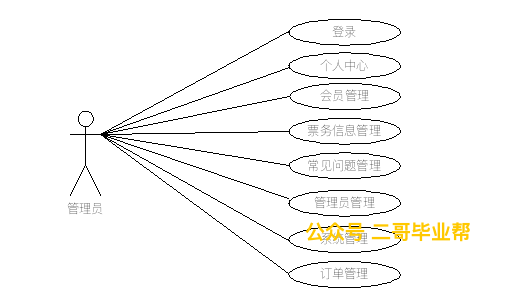 登录
个人中心
会员管理
票务信息管理
常见问题管理
管理员管理
公众号 二哥毕业帮
系统管理
订单管理
管理员